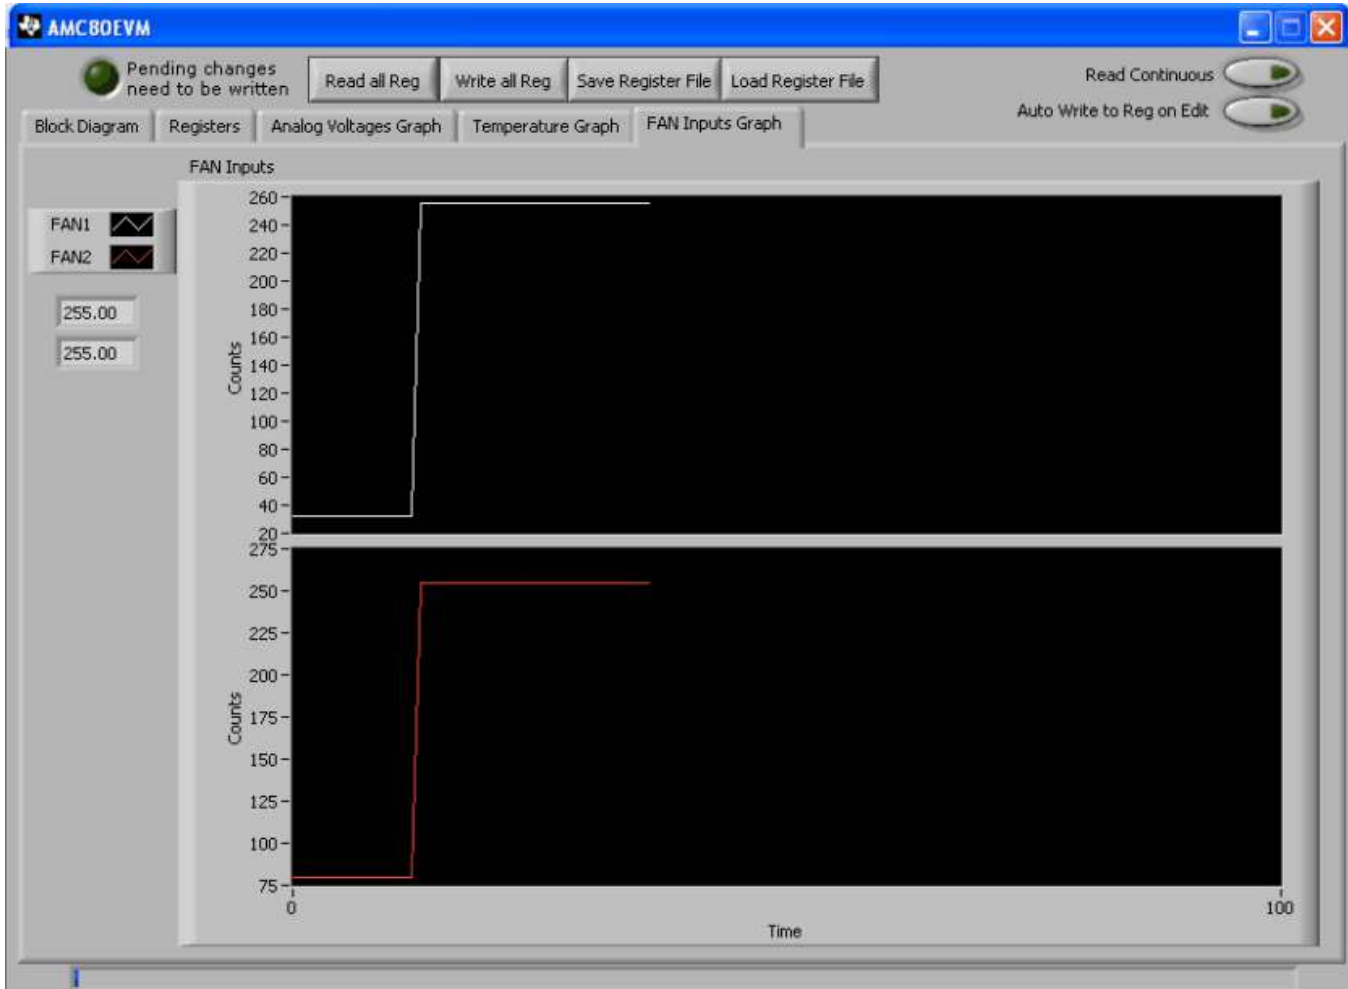 AMC80EVM
Pending changes
need to be written
Read all Reg
Write all Reg
Save Register File
Load Register File
Read Continuous
Auto Write to Reg on Edit
Block Diagram
Registers
Analog Voltages Graph
Temperature Graph
FAN Inputs Graph
FAN Inputs
FAN1
FAN2
255.00
255.00
260
240
220
200
180
160
140
120
100
80
60
40
20
Counts
275
250
225
200
175
150
125
100
75
Counts
0
100
Time